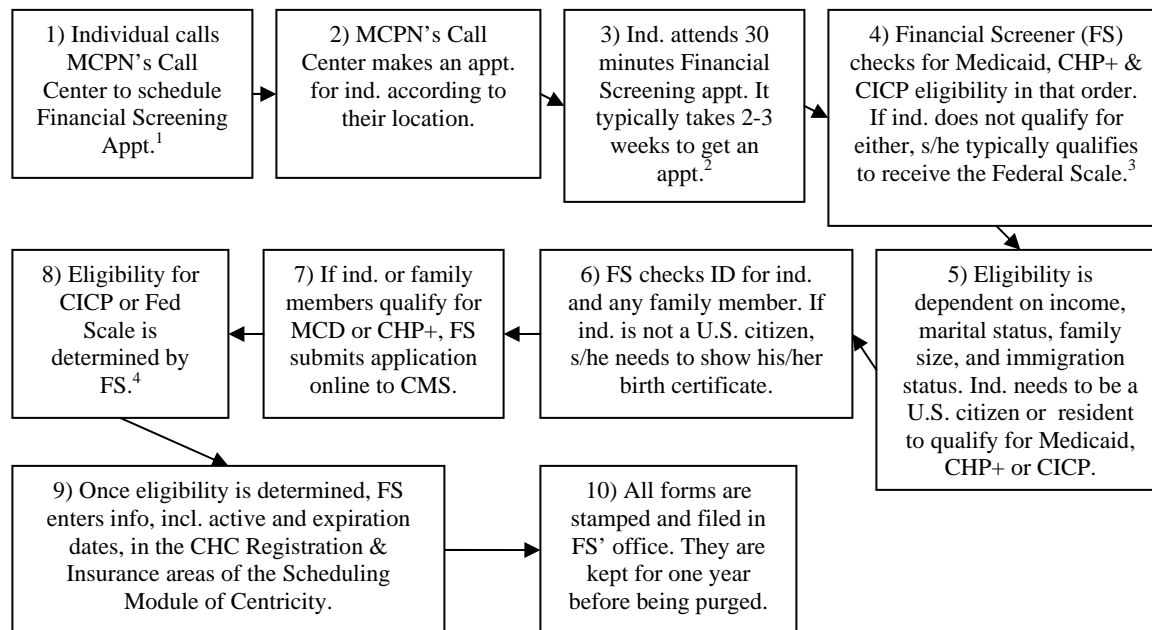 1) Individual calls
MCPN’s Call
Center to schedule
Financial Screening
Appt.1
2) MCPN’s Call
Center makes an appt.
for ind. according to
their location.
3) Ind. attends 30
minutes Financial
Screening appt. It
typically takes 2-3
weeks to get an
appt.2
4) Financial Screener (FS)
checks for Medicaid, CHP+ &
CICP eligibility in that order.
If ind. does not qualify for
either, s/he typically qualifies
to receive the Federal Scale.3
5) Eligibility is
dependent on income,
marital status, family
size, and immigration
status. Ind. needs to be a
U.S. citizen or resident
to qualify for Medicaid,
CHP+ or CICP.
6) FS checks ID for ind.
and any family member. If
ind. is not a U.S. citizen,
s/he needs to show his/her
birth certificate.
7) If ind. or family
members qualify for
MCD or CHP+, FS
submits application
online to CMS.
8) Eligibility for
CICP or Fed
Scale is
determined by
FS.4
9) Once eligibility is determined, FS
enters info, incl. active and expiration
dates, in the CHC Registration &
Insurance areas of the Scheduling
Module of Centricity.
10) All forms are
stamped and filed in
FS’ office. They are
kept for one year
before being purged.